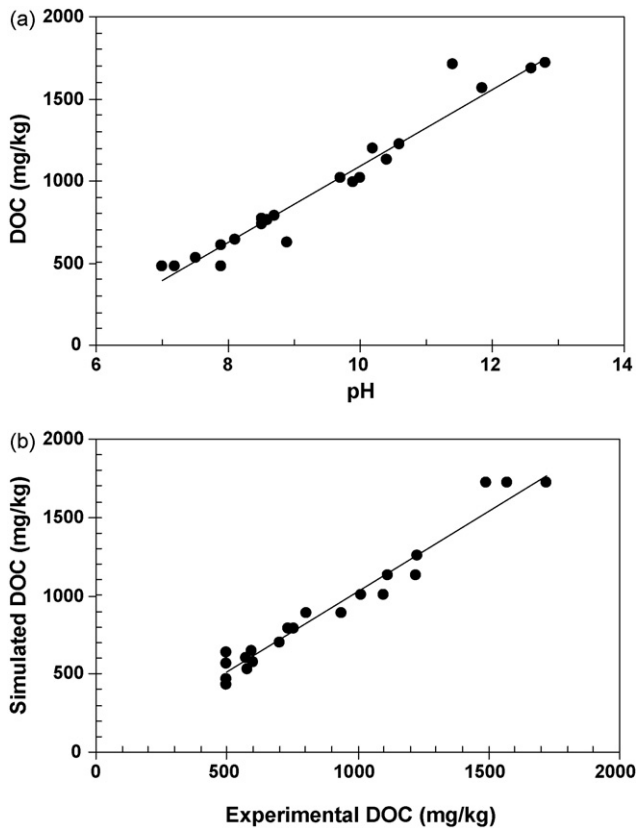 (a)
2000
1500
1000
500
0
DOC (mg/kg)
6 8 10 12 14
pH
(b)
2000
1500
1000
500
0
Simulated DOC (mg/kg)
0 500 1000 1500 2000
Experimental DOC (mg/kg)